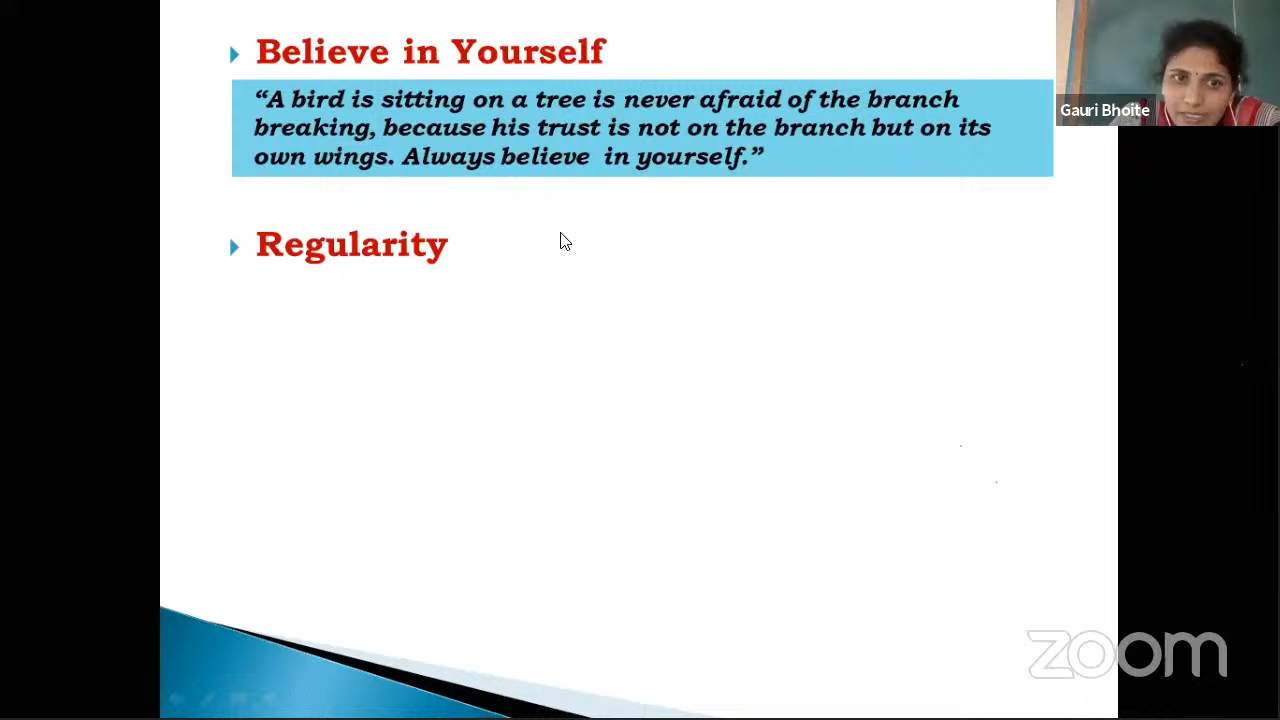 Believe in Yourself
“A bird is sitting on a tree is never afraid of the branch
breaking, because his trust is not on the branch but on its
own wings. Always believe in yourself.”
Gauri Bhoite
Regularity
zoom